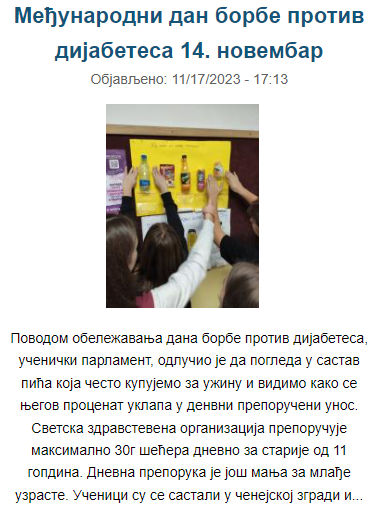 Међународни дан борбе против
дијабетеса 14. новембар
Објављено: 11/17/2023 - 17:13
Поводом обележавања дана борбе против дијабетеса,
ученички парламент, одлучио је да погледа у састав
пића која често купујемо за ужину и видимо како се
његов проценат уклапа у денвни препоручени унос.
Светска здравствена организација препоручује
максимално 30г шећера дневно за старије од 11
гопдина. Дневна препорука је још мања за млађе
узрасте. Ученици су се састали у ченејској згради и...